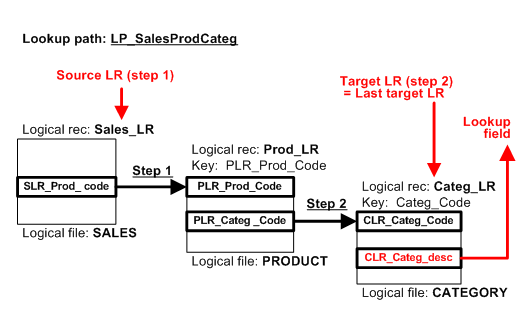 Lookup path: LP_SalesProdCateg
Source LR (step 1)
Target LR (step 2)
= Last target LR
Lookup
field
Logical rec: Sales_LR
Logical rec: Prod_LR
Key: PLR_Prod_Code
Step 1
SLR_Prod_ code
PLR_Prod_Code
Logical rec: Categ_LR
Key: Categ_Code
PLR_Categ _Code
Step 2
CLR_Categ_Code
Logical file: SALES
Logical file: PRODUCT
CLR_Categ_desc
Logical file: CATEGORY